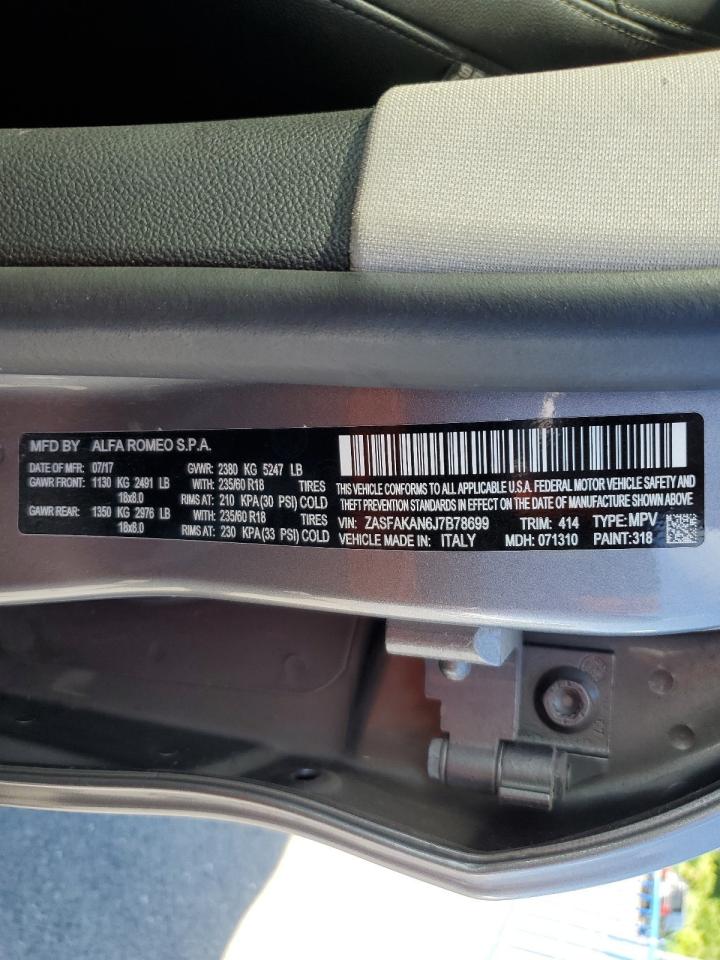 MFD BY ALFA ROMEO S.P.A.
DATE OF MFR: 07/17 GVWR: 2380 KG 5247 LB
GAWR FRONT: 1130 KG 2491 LB WITH: 235/60 R18 TIRES
18x8.0 RIMS AT: 210 KPA(30 PSI) COLD
GAWR REAR: 1350 KG 2976 LB WITH: 235/60 R18 TIRES
18x8.0 RIMS AT: 230 KPA(33 PSI) COLD
THIS VEHICLE CONFORMS TO ALL APPLICABLE U.S.A. FEDERAL MOTOR VEHICLE SAFETY AND
THEFT PREVENTION STANDARDS IN EFFECT ON THE DATE OF MANUFACTURE SHOWN ABOVE
VIN: ZASFAKAN6J7B78699 TRIM: 414 TYPE: MPV
VEHICLE MADE IN: ITALY MDH: 071310 PAINT:318